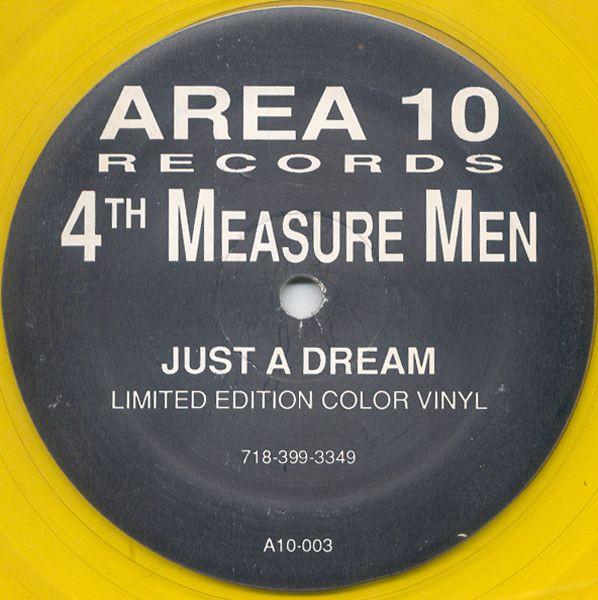 AREA 10
RECORDS
4TH MEASURE MEN
JUST A DREAM
LIMITED EDITION COLOR VINYL
718-399-3349
A10-003